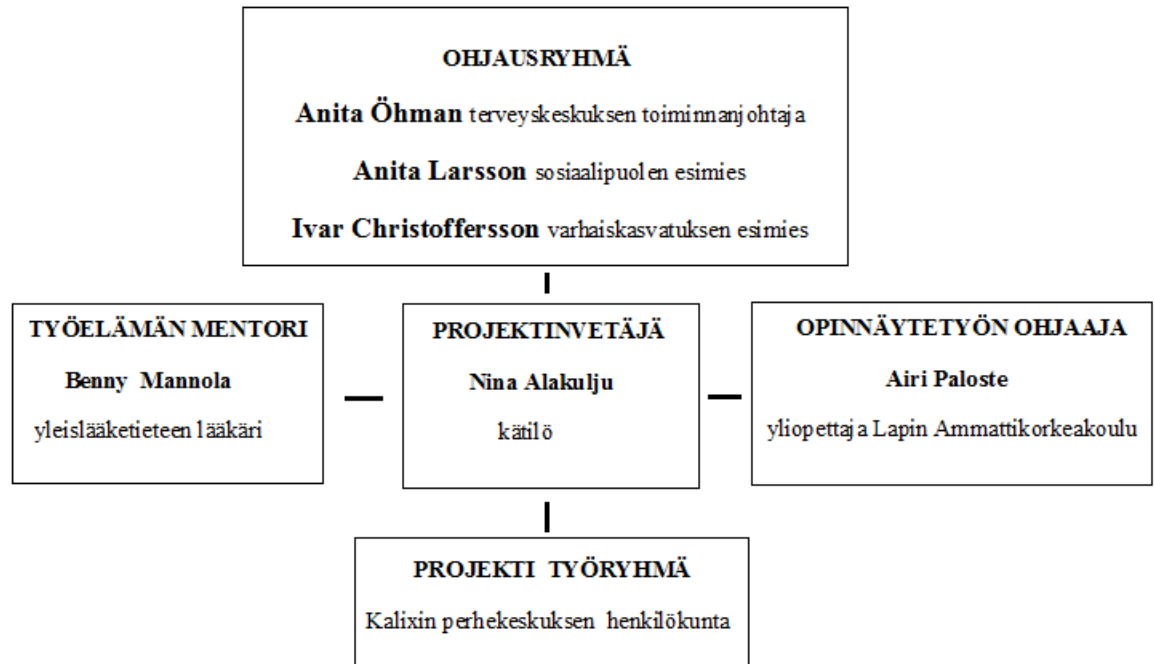 OHJAUSRYHMÄ
Anita Öhman terveyskeskuksen toiminnanjohtaja
Anita Larsson sosiaalipuolen esimies
Ivar Christoffersson varhaiskasvatuksen esimies
TYÖELÄMÄN MENTORI
Benny Mannola
yleislääketieteen lääkäri
PROJEKTINVETÄJÄ
Nina Alakulju
kätilö
OPINNÄYTETYÖN OHJAAJA
Airi Paloste
yliopettaja Lapin Ammattikorkeakoulu
PROJEKTI TYÖRYHMÄ
Kalixin perhekeskuksen henkilökunta